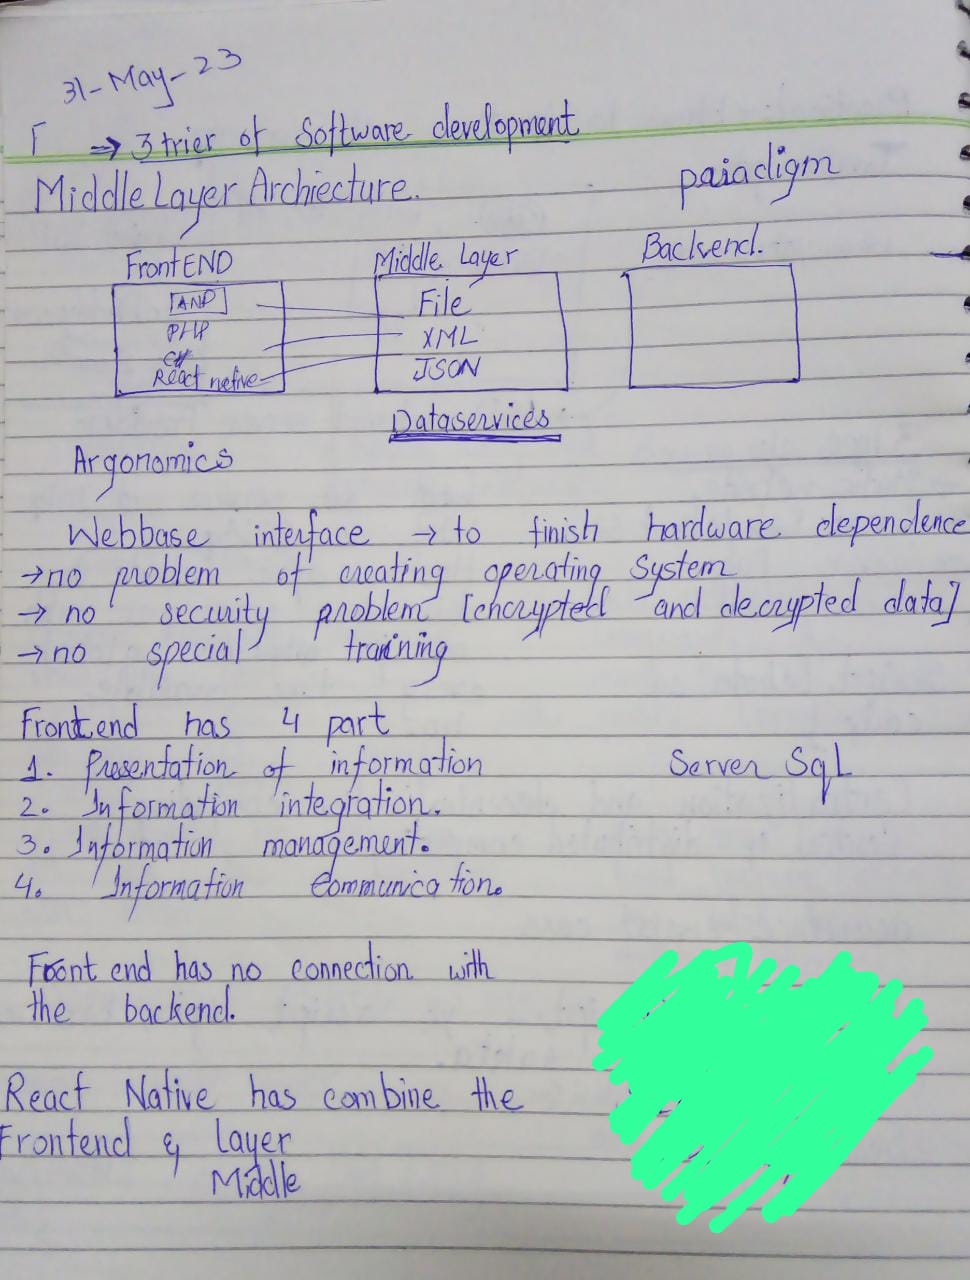 31-May-23
⇒ 3 trier of Software development
Middle Layer Archiecture. paradigm
FrontEND Middle Layer Backend.
File
PHP XML
C# JSON
React native
Dataservices
Argonomics
Webbase interface → to finish hardware dependence
→ no problem of creating operating System
→ no security problem [encrypted and decrypted data]
→ no special training
Frontend has 4 part
1. Presentation of information Server SqL
2. Information integration.
3. Information management.
4. Information Communication.
Front end has no connection with
the backend.
React Native has combine the
Frontend & Layer
Middle